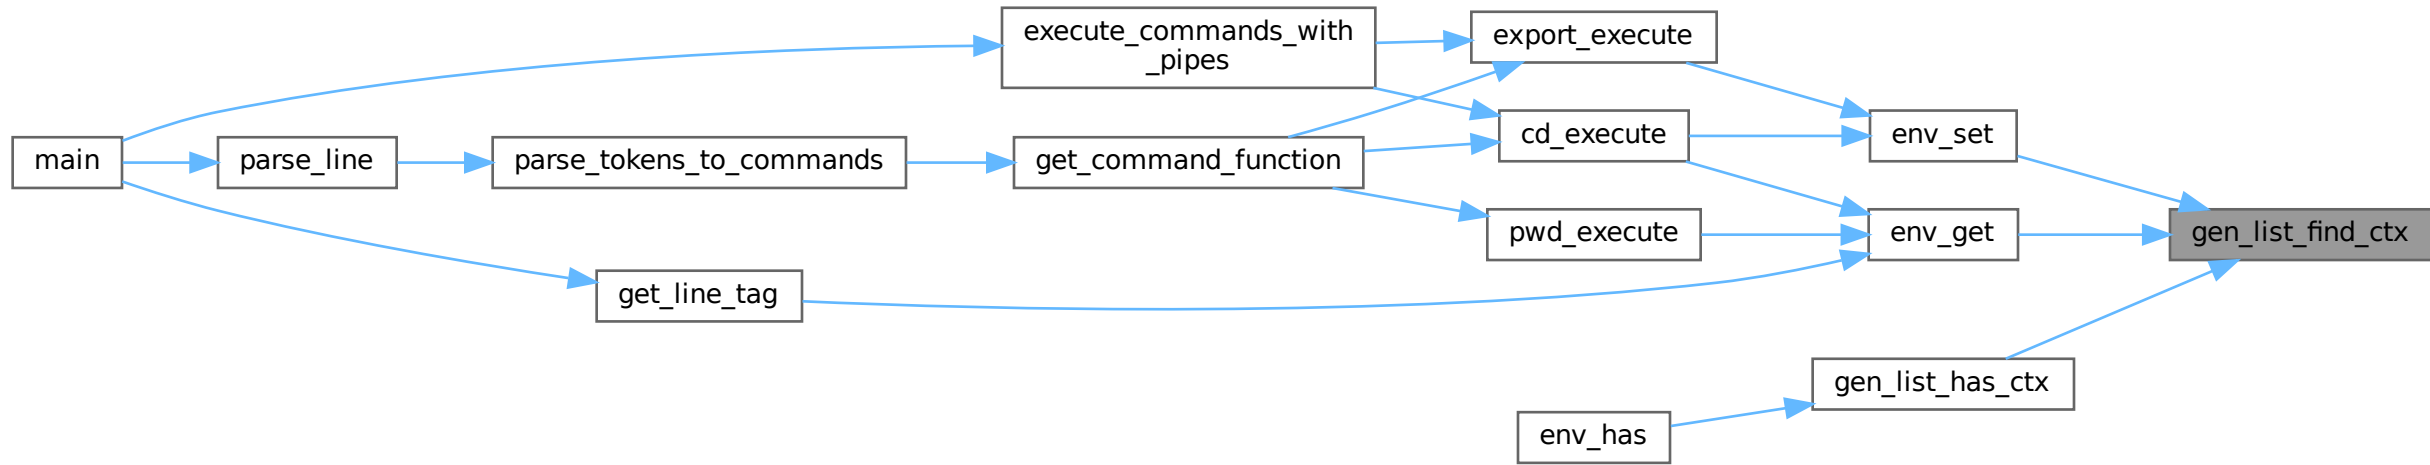 execute_commands_with
_pipes
export_execute
main
parse_line
parse_tokens_to_commands
get_command_function
cd_execute
env_set
pwd_execute
env_get
gen_list_find_ctx
get_line_tag
gen_list_has_ctx
env_has